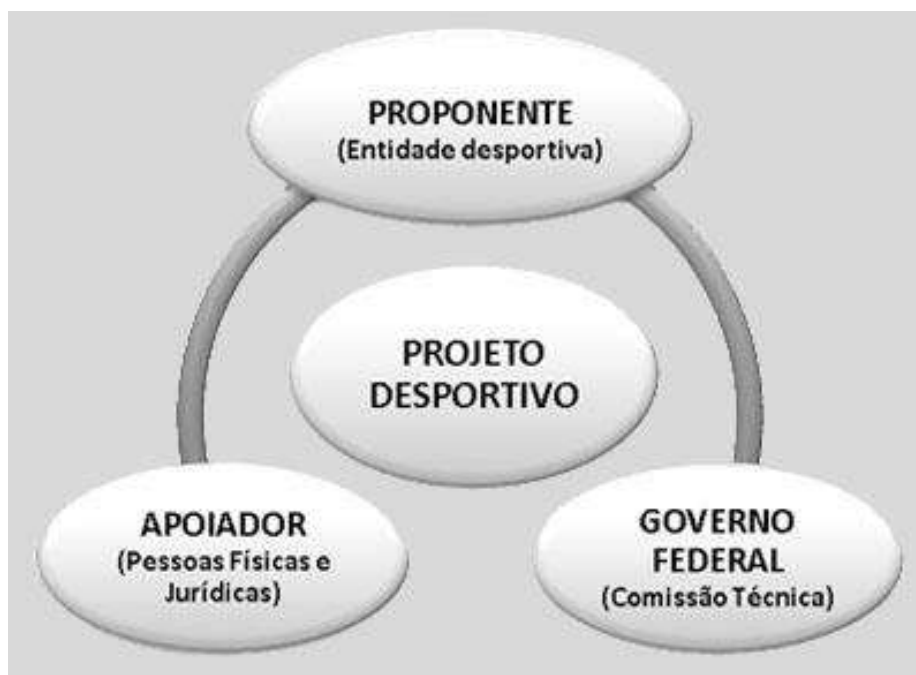 PROPONENTE
(Entidade desportiva)
PROJETO
DESPORTIVO
APOIADOR
(Pessoas Físicas e
Jurídicas)
GOVERNO
FEDERAL
(Comissão Técnica)